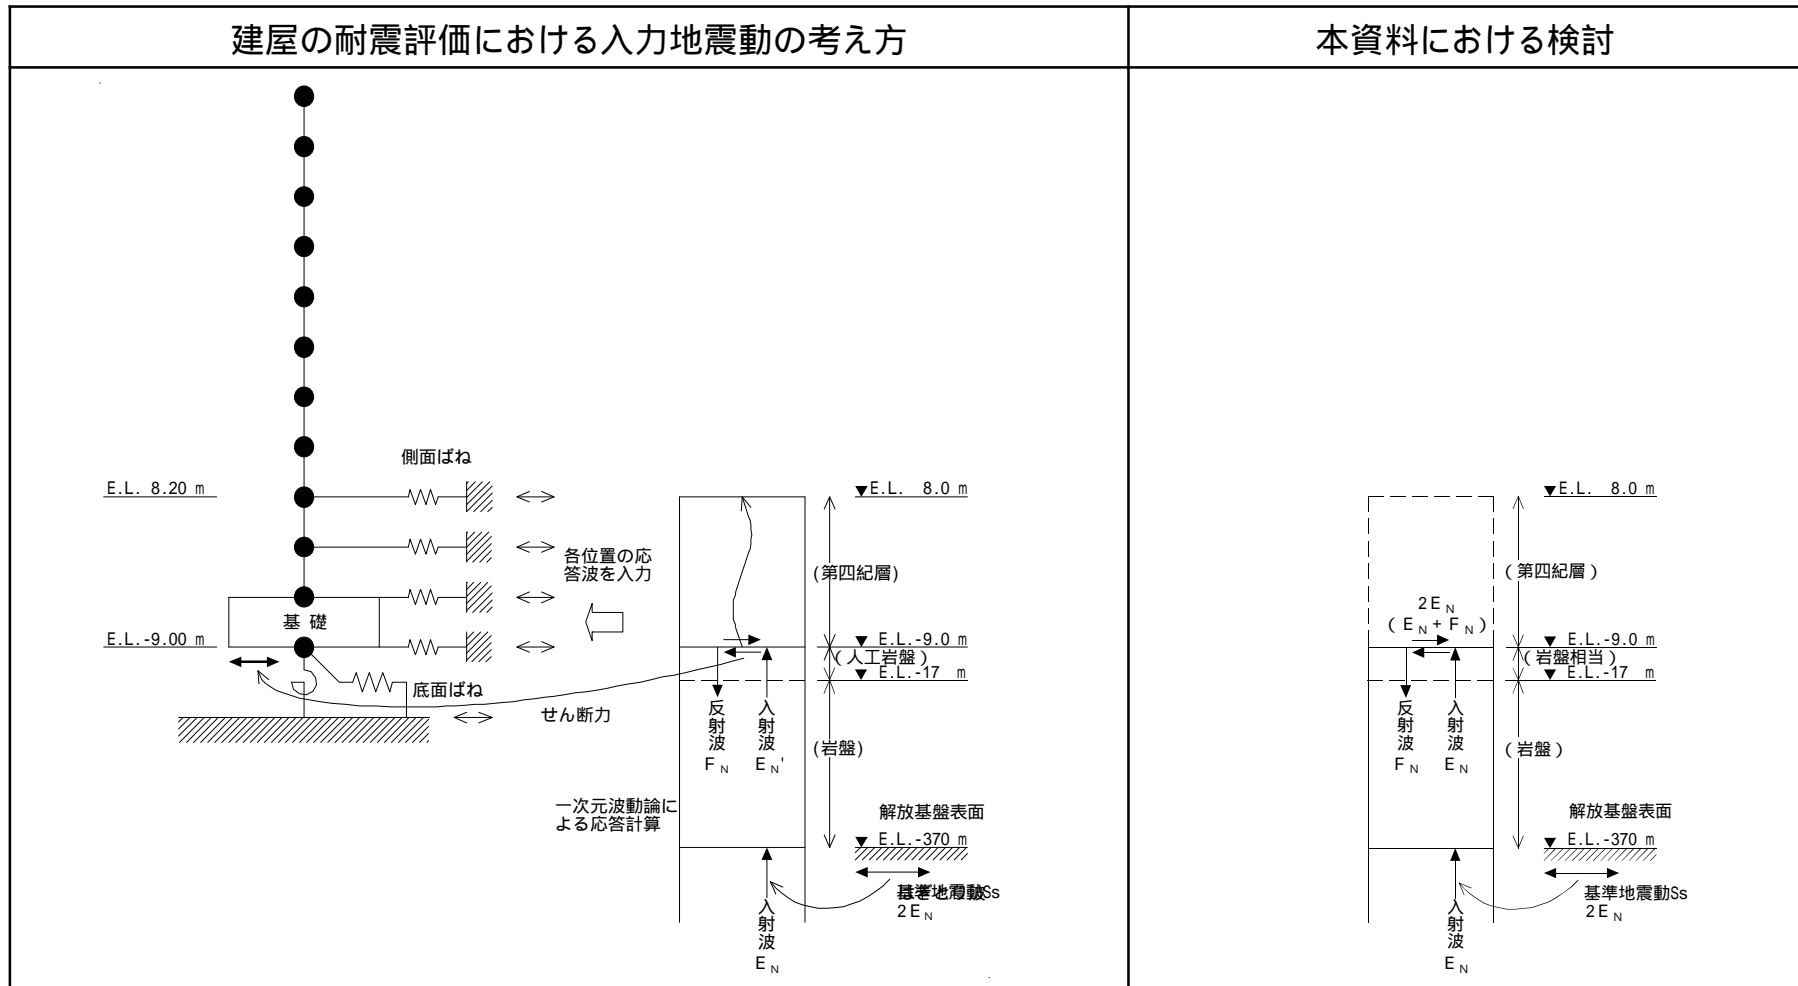 建屋の耐震評価における入力地震動の考え方
本資料における検討
側面ばね
E.L. 8.20 m
各位置の応
答波を入力
基 礎
E.L.-9.00 m
底面ばね
せん断力
▼E.L. 8.0 m
(第四紀層)
▼ E.L.-9.0 m
(人工岩盤)
▼ E.L.-17 m
反射波
F N
入射波
E N'
(岩盤)
一次元波動論に
よる応答計算
解放基盤表面
▼ E.L.-370 m
基準地震動Ss
2E N
入射波
E N
▼E.L. 8.0 m
(第四紀層)
2E N
(E N + F N)
▼ E.L.-9.0 m
(岩盤相当)
▼ E.L.-17 m
反射波
F N
入射波
E N
(岩盤)
解放基盤表面
▼ E.L.-370 m
基準地震動Ss
2E N
入射波
E N